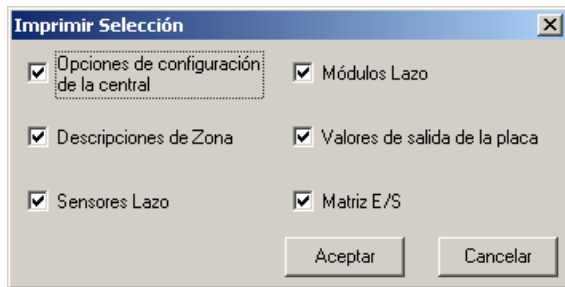 Imprimir Selección
Opciones de configuración
de la central
Módulos Lazo
Descripciones de Zona
Valores de salida de la placa
Sensores Lazo
Matriz E/S
Aceptar
Cancelar